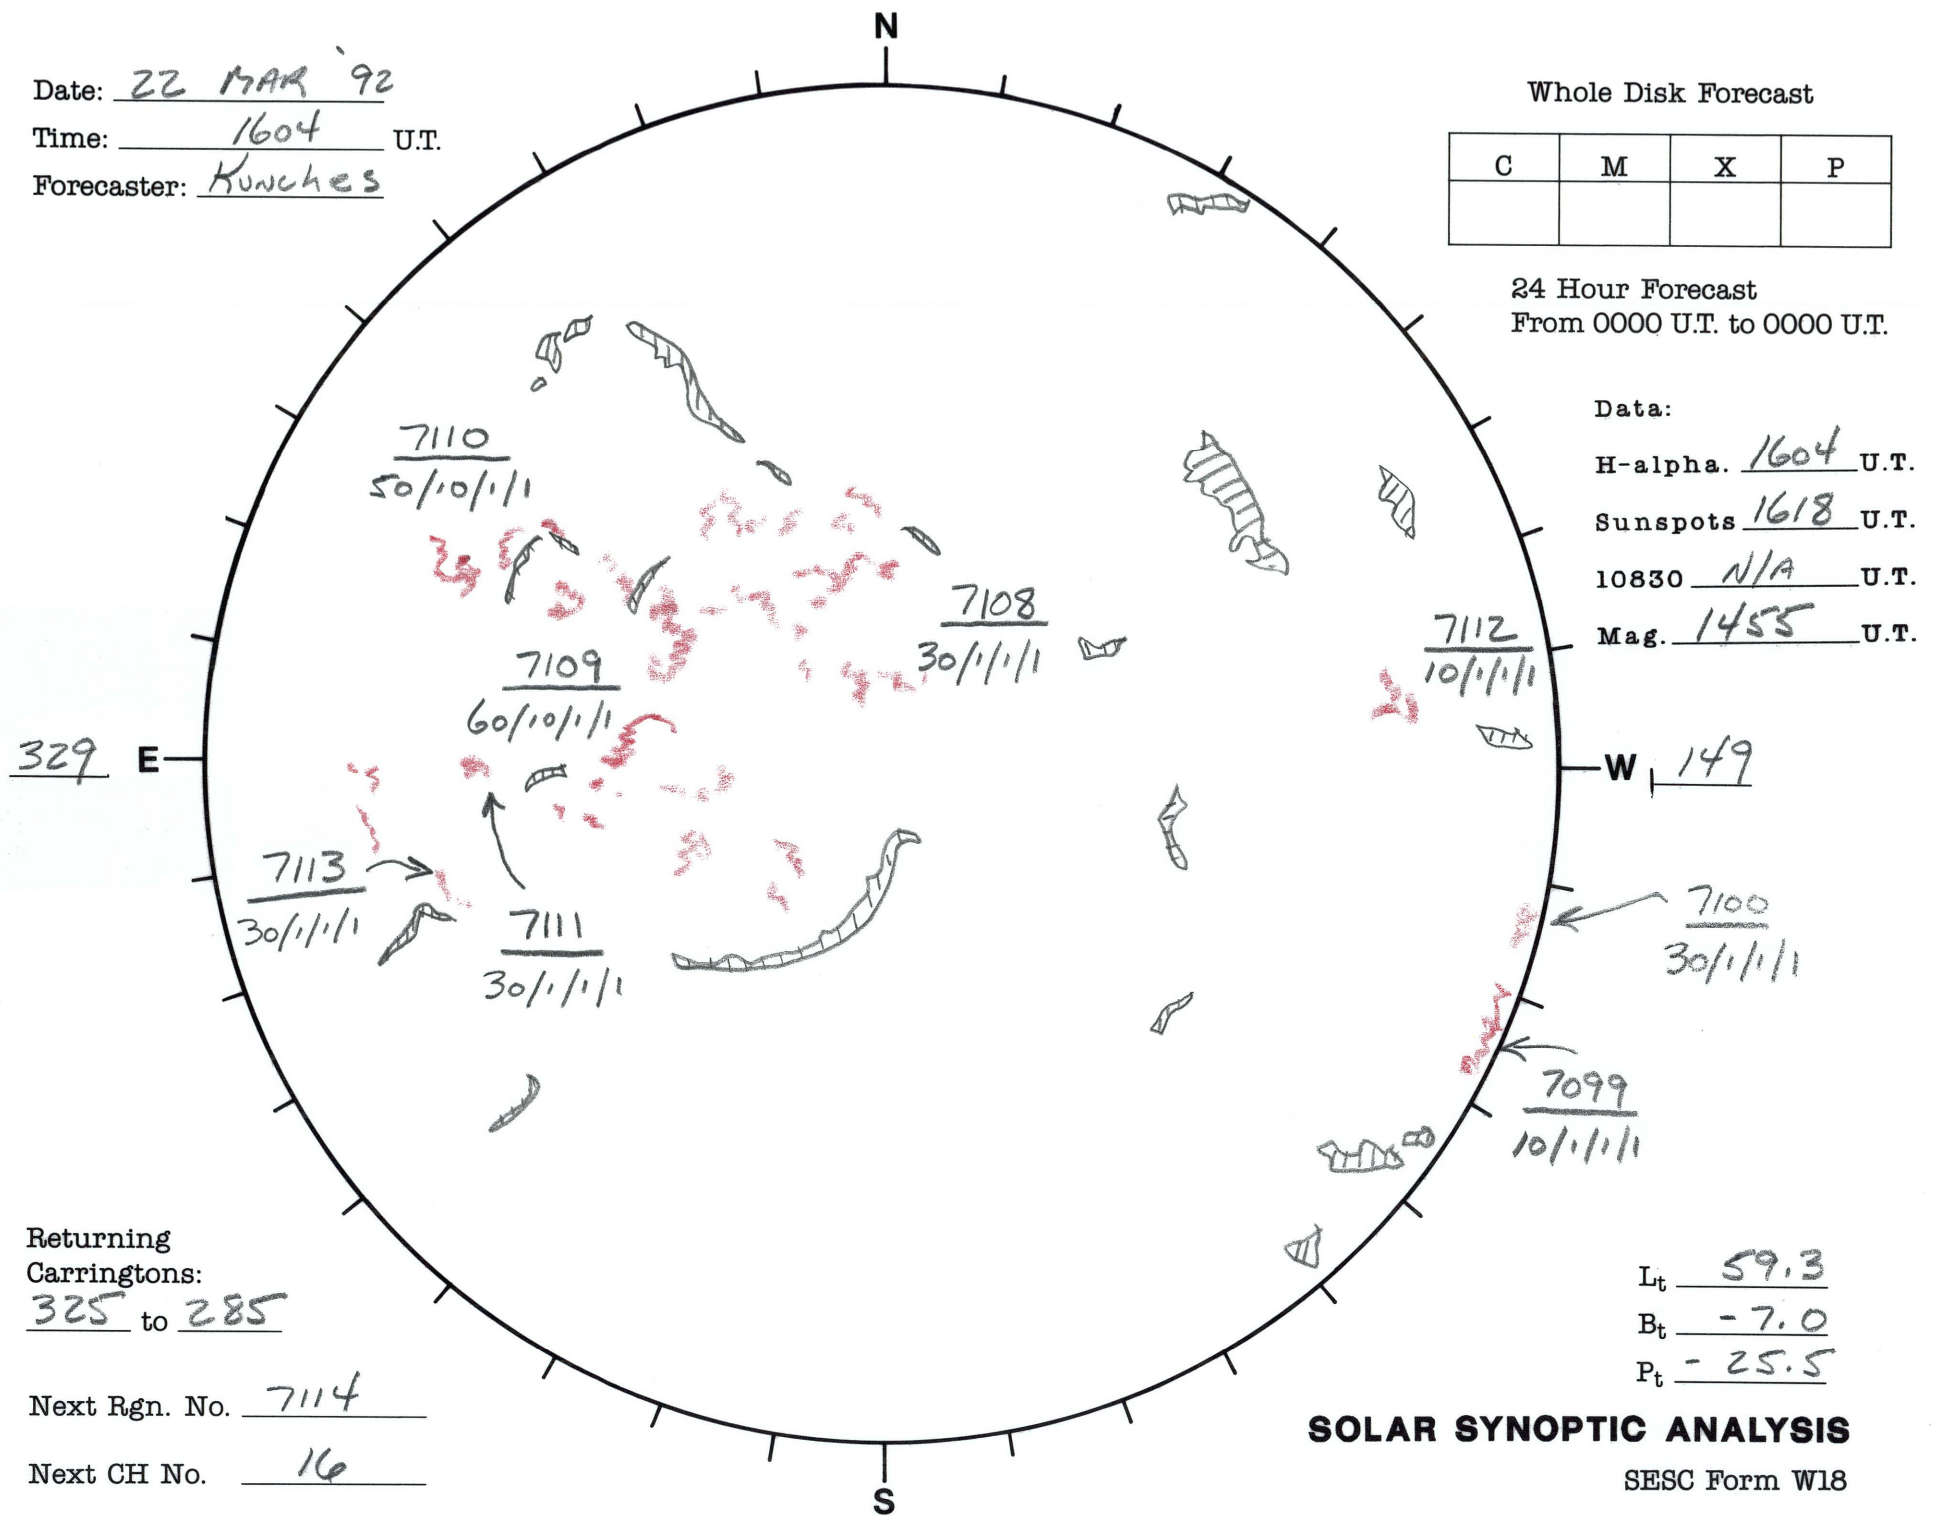 N
Date: 22 MAR '92
Time: 1604 U.T.
Forecaster: Kunches
Whole Disk Forecast
C M X P
24 Hour Forecast
From 0000 U.T. to 0000 U.T.
Data:
H-alpha. 1604 U.T.
Sunspots 1618 U.T.
10830 N/A U.T.
Mag. 1455 U.T.
7110
50/10/1/1
7108
30/1/1/1
7112
10/1/1/1
7109
60/10/1/1
329 E
W 149
7113
30/1/1/1
7111
30/1/1/1
7100
30/1/1/1
7099
10/1/1/1
Returning
Carringtons:
325 to 285
Next Rgn. No. 7114
Next CH No. 16
Lt 59.3
Bt -7.0
Pt -25.5
SOLAR SYNOPTIC ANALYSIS
SESC Form W18
S